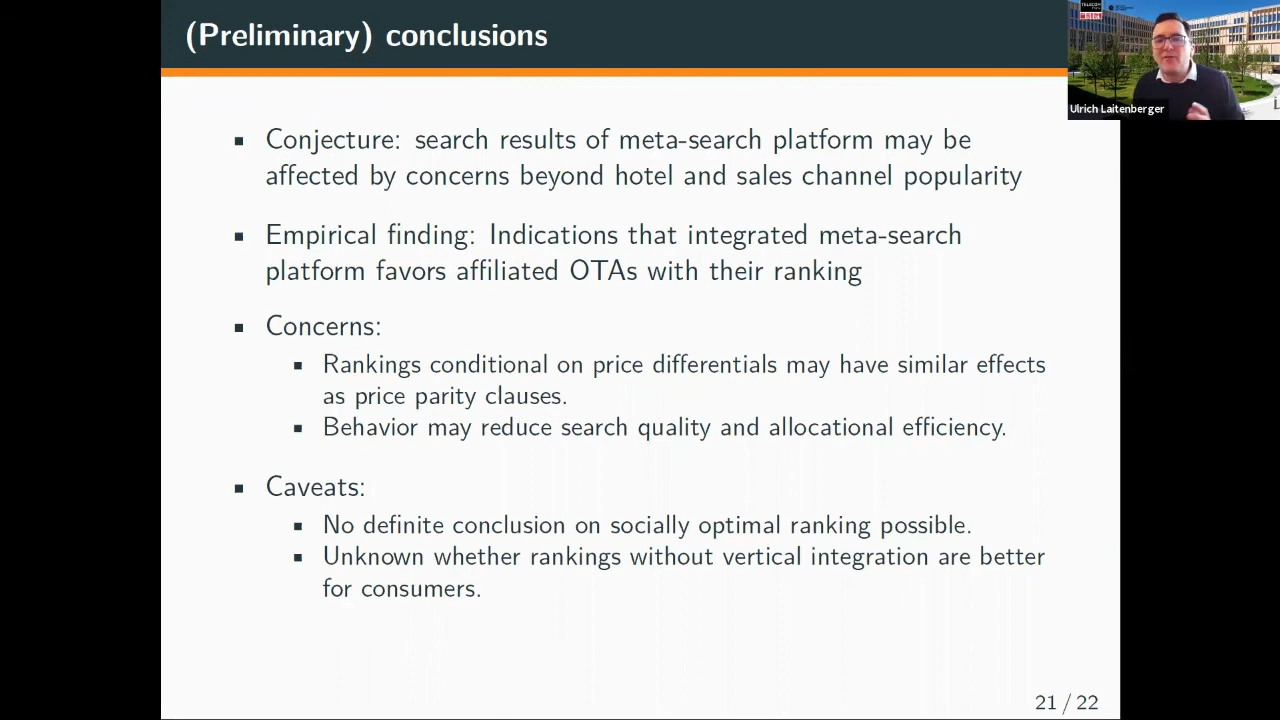 (Preliminary) conclusions
TELECOM
Ulrich Laitenberger
▪ Conjecture: search results of meta-search platform may be
affected by concerns beyond hotel and sales channel popularity
▪ Empirical finding: Indications that integrated meta-search
platform favors affiliated OTAs with their ranking
▪ Concerns:
▪ Rankings conditional on price differentials may have similar effects
as price parity clauses.
▪ Behavior may reduce search quality and allocational efficiency.
▪ Caveats:
▪ No definite conclusion on socially optimal ranking possible.
▪ Unknown whether rankings without vertical integration are better
for consumers.
21 / 22